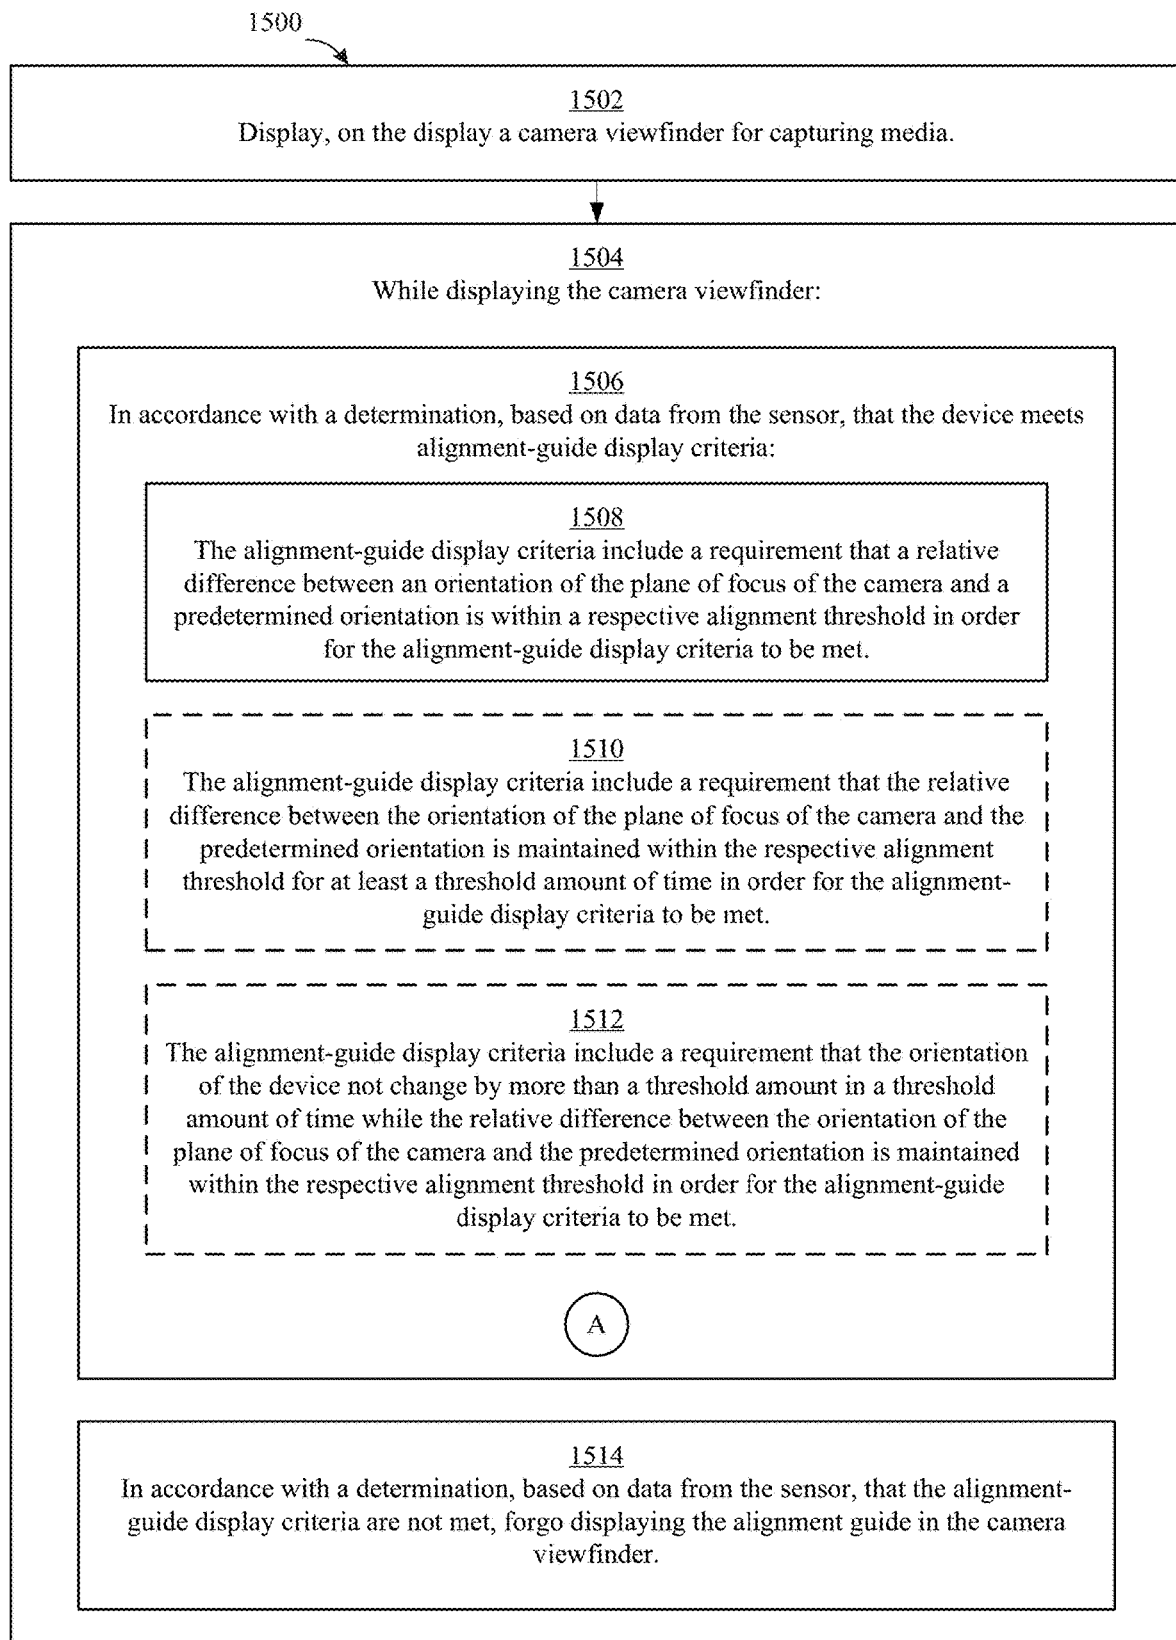 1500
1502
Display, on the display a camera viewfinder for capturing media.
1504
While displaying the camera viewfinder:
1506
In accordance with a determination, based on data from the sensor, that the device meets
alignment-guide display criteria:
1508
The alignment-guide display criteria include a requirement that a relative
difference between an orientation of the plane of focus of the camera and a
predetermined orientation is within a respective alignment threshold in order
for the alignment-guide display criteria to be met.
1510
The alignment-guide display criteria include a requirement that the relative
difference between the orientation of the plane of focus of the camera and the
predetermined orientation is maintained within the respective alignment
threshold for at least a threshold amount of time in order for the alignment-
guide display criteria to be met.
1512
The alignment-guide display criteria include a requirement that the orientation
of the device not change by more than a threshold amount in a threshold
amount of time while the relative difference between the orientation of the
plane of focus of the camera and the predetermined orientation is maintained
within the respective alignment threshold in order for the alignment-guide
display criteria to be met.
A
1514
In accordance with a determination, based on data from the sensor, that the alignment-
guide display criteria are not met, forgo displaying the alignment guide in the camera
viewfinder.